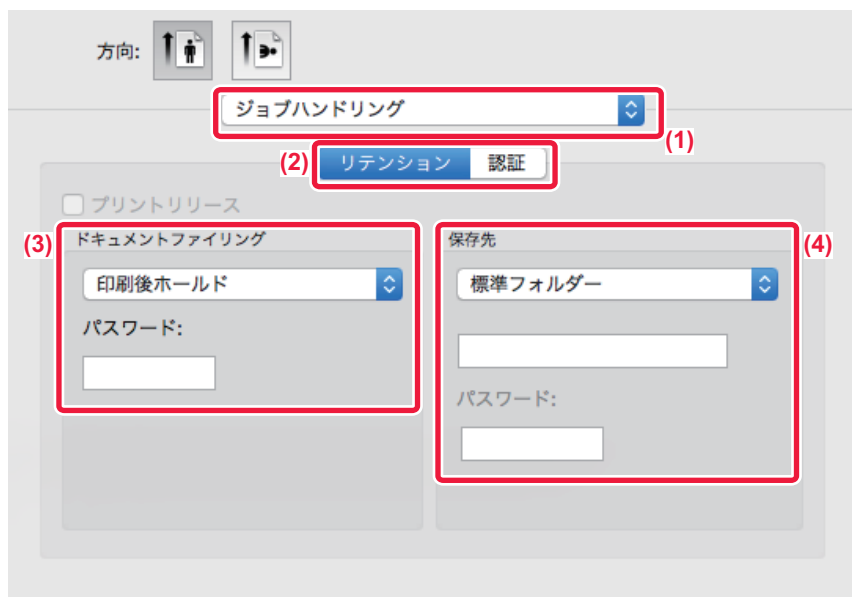 方向:
ジョブハンドリング
(1)
(2)
リテンション 認証
プリントリリース
(3)
ドキュメントファイリング
印刷後ホールド
パスワード:
保存先
(4)
標準フォルダー
パスワード: